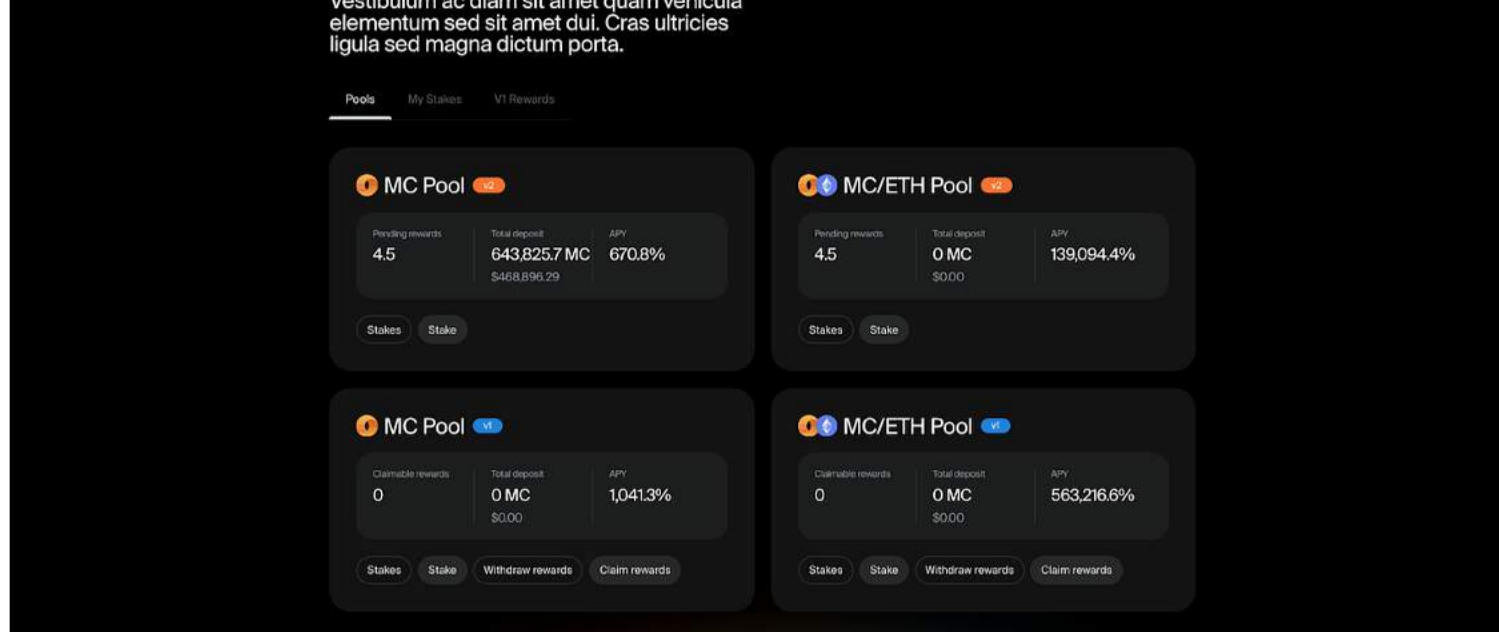 Vestibulum ac diam sit amet quam vehicula
elementum sed sit amet dui. Cras ultricies
ligula sed magna dictum porta.
Pools My Stakes V1 Rewards
MC Pool v2
Pending rewards Total deposit APY
4.5 643,825.7 MC 670.8%
$468,896.29
Stakes Stake
MC/ETH Pool v2
Pending rewards Total deposit APY
4.5 0 MC 139,094.4%
$0.00
Stakes Stake
MC Pool v1
Claimable rewards Total deposit APY
0 0 MC 1,041.3%
$0.00
Stakes Stake Withdraw rewards Claim rewards
MC/ETH Pool v1
Claimable rewards Total deposit APY
0 0 MC 563,216.6%
$0.00
Stakes Stake Withdraw rewards Claim rewards